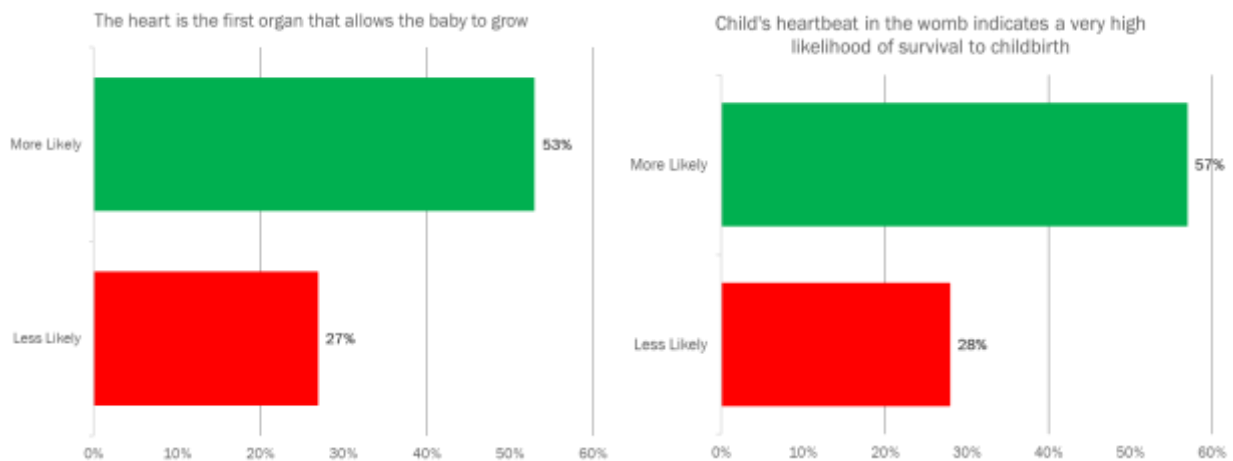 The heart is the first organ that allows the baby to grow
More Likely
53%
Less Likely
27%
0% 10% 20% 30% 40% 50% 60%
Child's heartbeat in the womb indicates a very high
likelihood of survival to childbirth
More Likely
57%
Less Likely
28%
0% 10% 20% 30% 40% 50% 60%